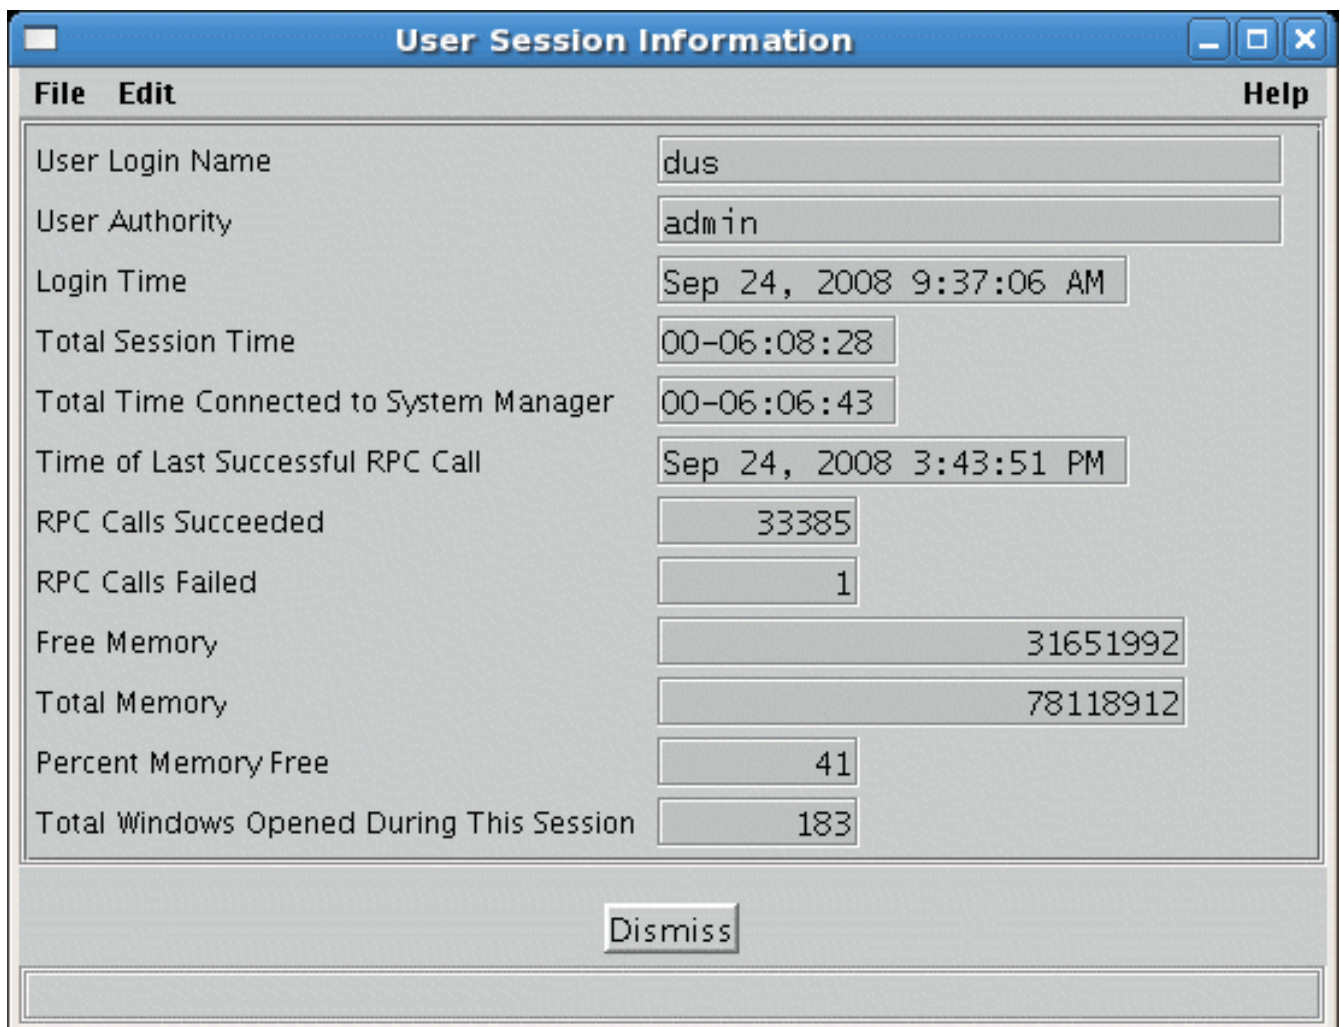 User Session Information
File Edit Help
User Login Name dus
User Authority admin
Login Time Sep 24, 2008 9:37:06 AM
Total Session Time 00-06:08:28
Total Time Connected to System Manager 00-06:06:43
Time of Last Successful RPC Call Sep 24, 2008 3:43:51 PM
RPC Calls Succeeded 33385
RPC Calls Failed 1
Free Memory 31651992
Total Memory 78118912
Percent Memory Free 41
Total Windows Opened During This Session 183
Dismiss